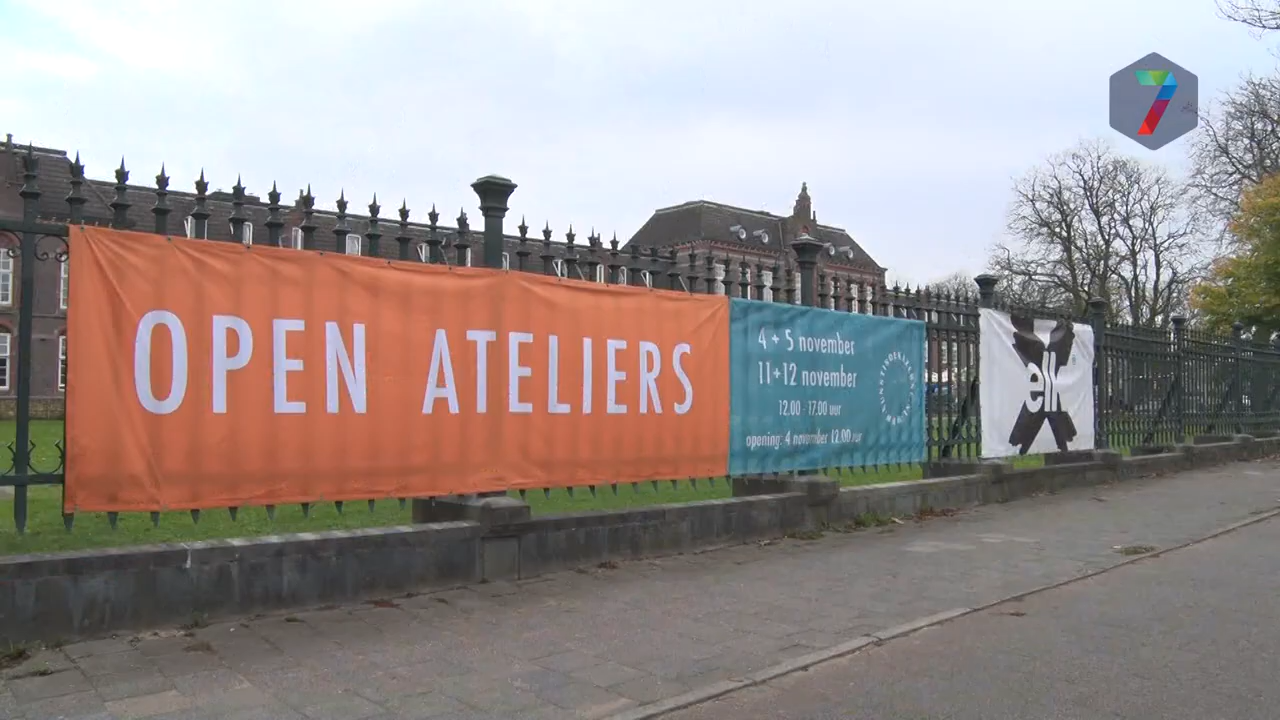 OPEN ATELIERS
4 + 5 november
11+12 november
12.00 - 17.00 uur
opening: 4 november 12.00 uur
elk
7